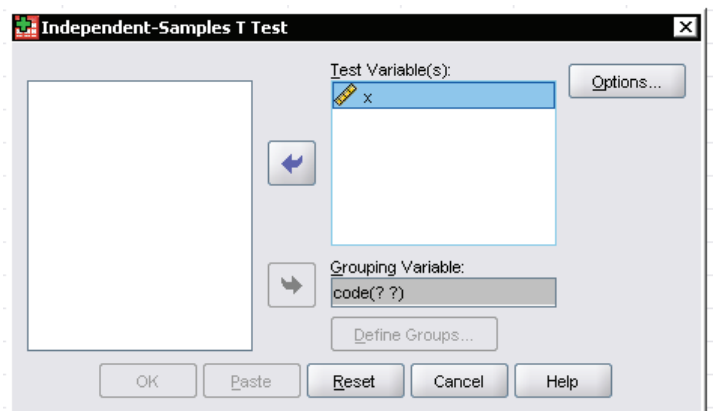 Independent-Samples T Test
Test Variable(s):
x
Options...
Grouping Variable:
code(? ?)
Define Groups...
OK Paste Reset Cancel Help